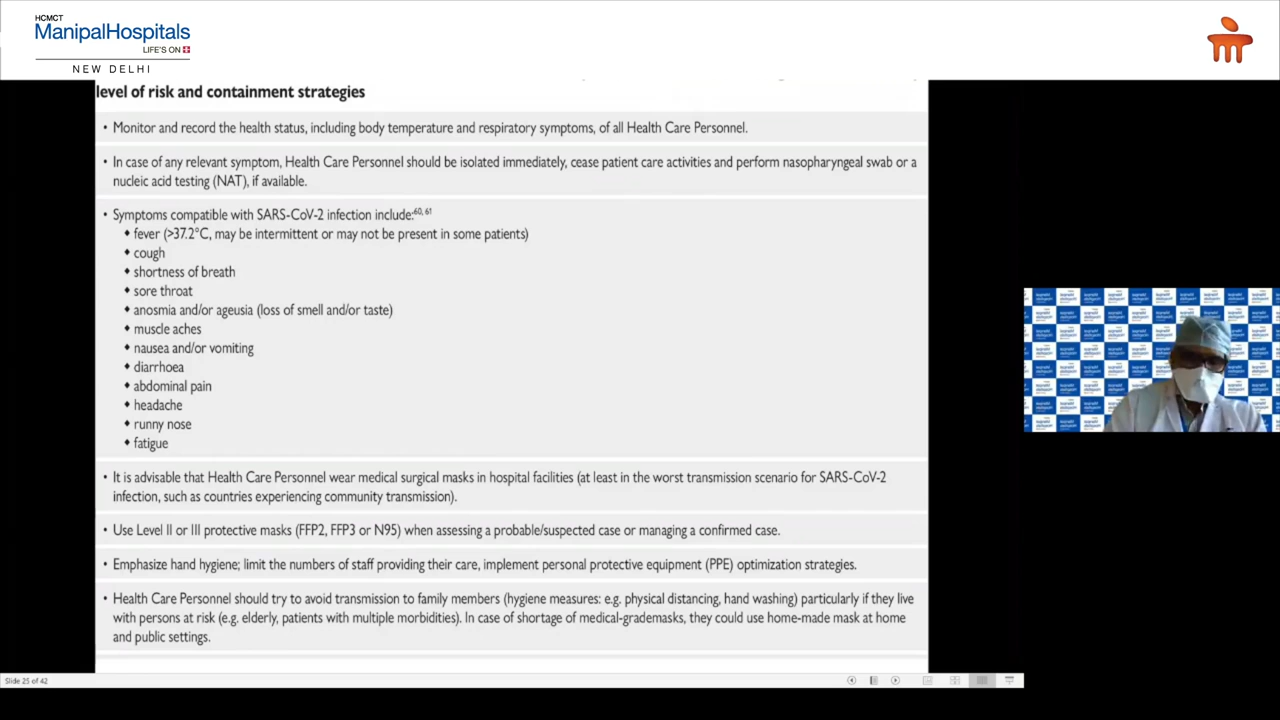 HCMCT
ManipalHospitals
LIFE'S ON
NEW DELHI
level of risk and containment strategies
• Monitor and record the health status, including body temperature and respiratory symptoms, of all Health Care Personnel.
• In case of any relevant symptom, Health Care Personnel should be isolated immediately, cease patient care activities and perform nasopharyngeal swab or a
nucleic acid testing (NAT), if available.
• Symptoms compatible with SARS-CoV-2 infection include:60, 61
♦ fever (>37.2°C, may be intermittent or may not be present in some patients)
♦ cough
♦ shortness of breath
♦ sore throat
♦ anosmia and/or ageusia (loss of smell and/or taste)
♦ muscle aches
♦ nausea and/or vomiting
♦ diarrhoea
♦ abdominal pain
♦ headache
♦ runny nose
♦ fatigue
• It is advisable that Health Care Personnel wear medical surgical masks in hospital facilities (at least in the worst transmission scenario for SARS-CoV-2
infection, such as countries experiencing community transmission).
• Use Level II or III protective masks (FFP2, FFP3 or N95) when assessing a probable/suspected case or managing a confirmed case.
• Emphasize hand hygiene; limit the numbers of staff providing their care, implement personal protective equipment (PPE) optimization strategies.
• Health Care Personnel should try to avoid transmission to family members (hygiene measures: e.g. physical distancing, hand washing) particularly if they live
with persons at risk (e.g. elderly, patients with multiple morbidities). In case of shortage of medical-grademasks, they could use home-made mask at home
and public settings.
Slide 25 of 42